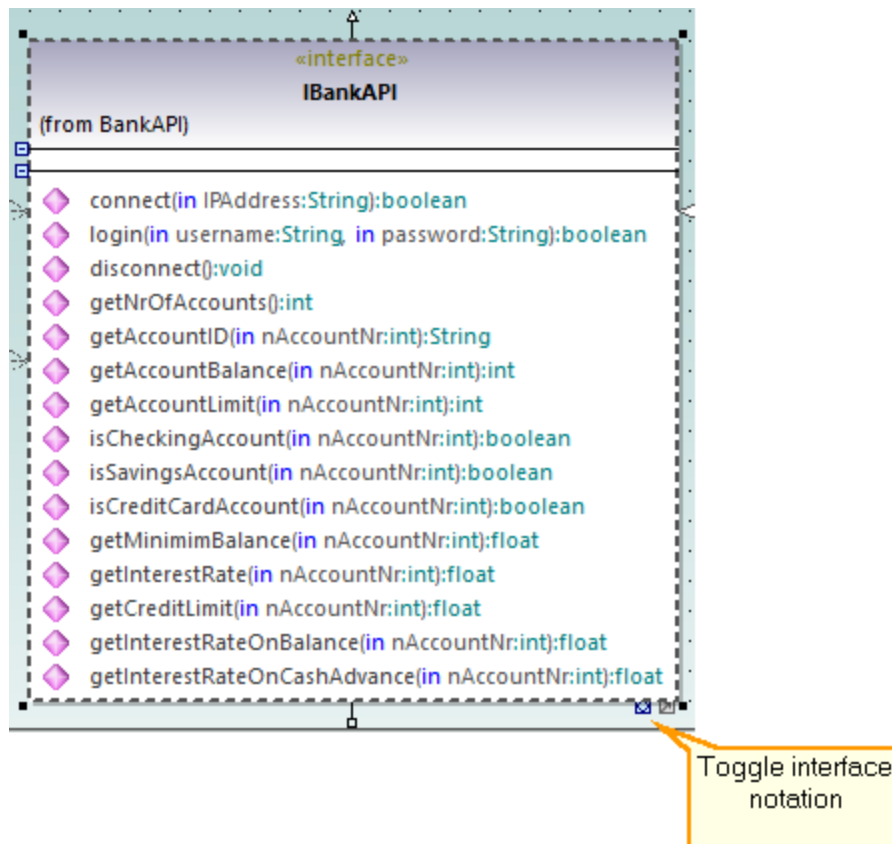 «interface»
IBankAPI
(from BankAPI)
connect(in IPAddress:String):boolean
login(in username:String, in password:String):boolean
disconnect():void
getNrOfAccounts():int
getAccountID(in nAccountNr:int):String
getAccountBalance(in nAccountNr:int):int
getAccountLimit(in nAccountNr:int):int
isCheckingAccount(in nAccountNr:int):boolean
isSavingsAccount(in nAccountNr:int):boolean
isCreditCardAccount(in nAccountNr:int):boolean
getMinimimBalance(in nAccountNr:int):float
getInterestRate(in nAccountNr:int):float
getCreditLimit(in nAccountNr:int):float
getInterestRateOnBalance(in nAccountNr:int):float
getInterestRateOnCashAdvance(in nAccountNr:int):float
Toggle interface
notation